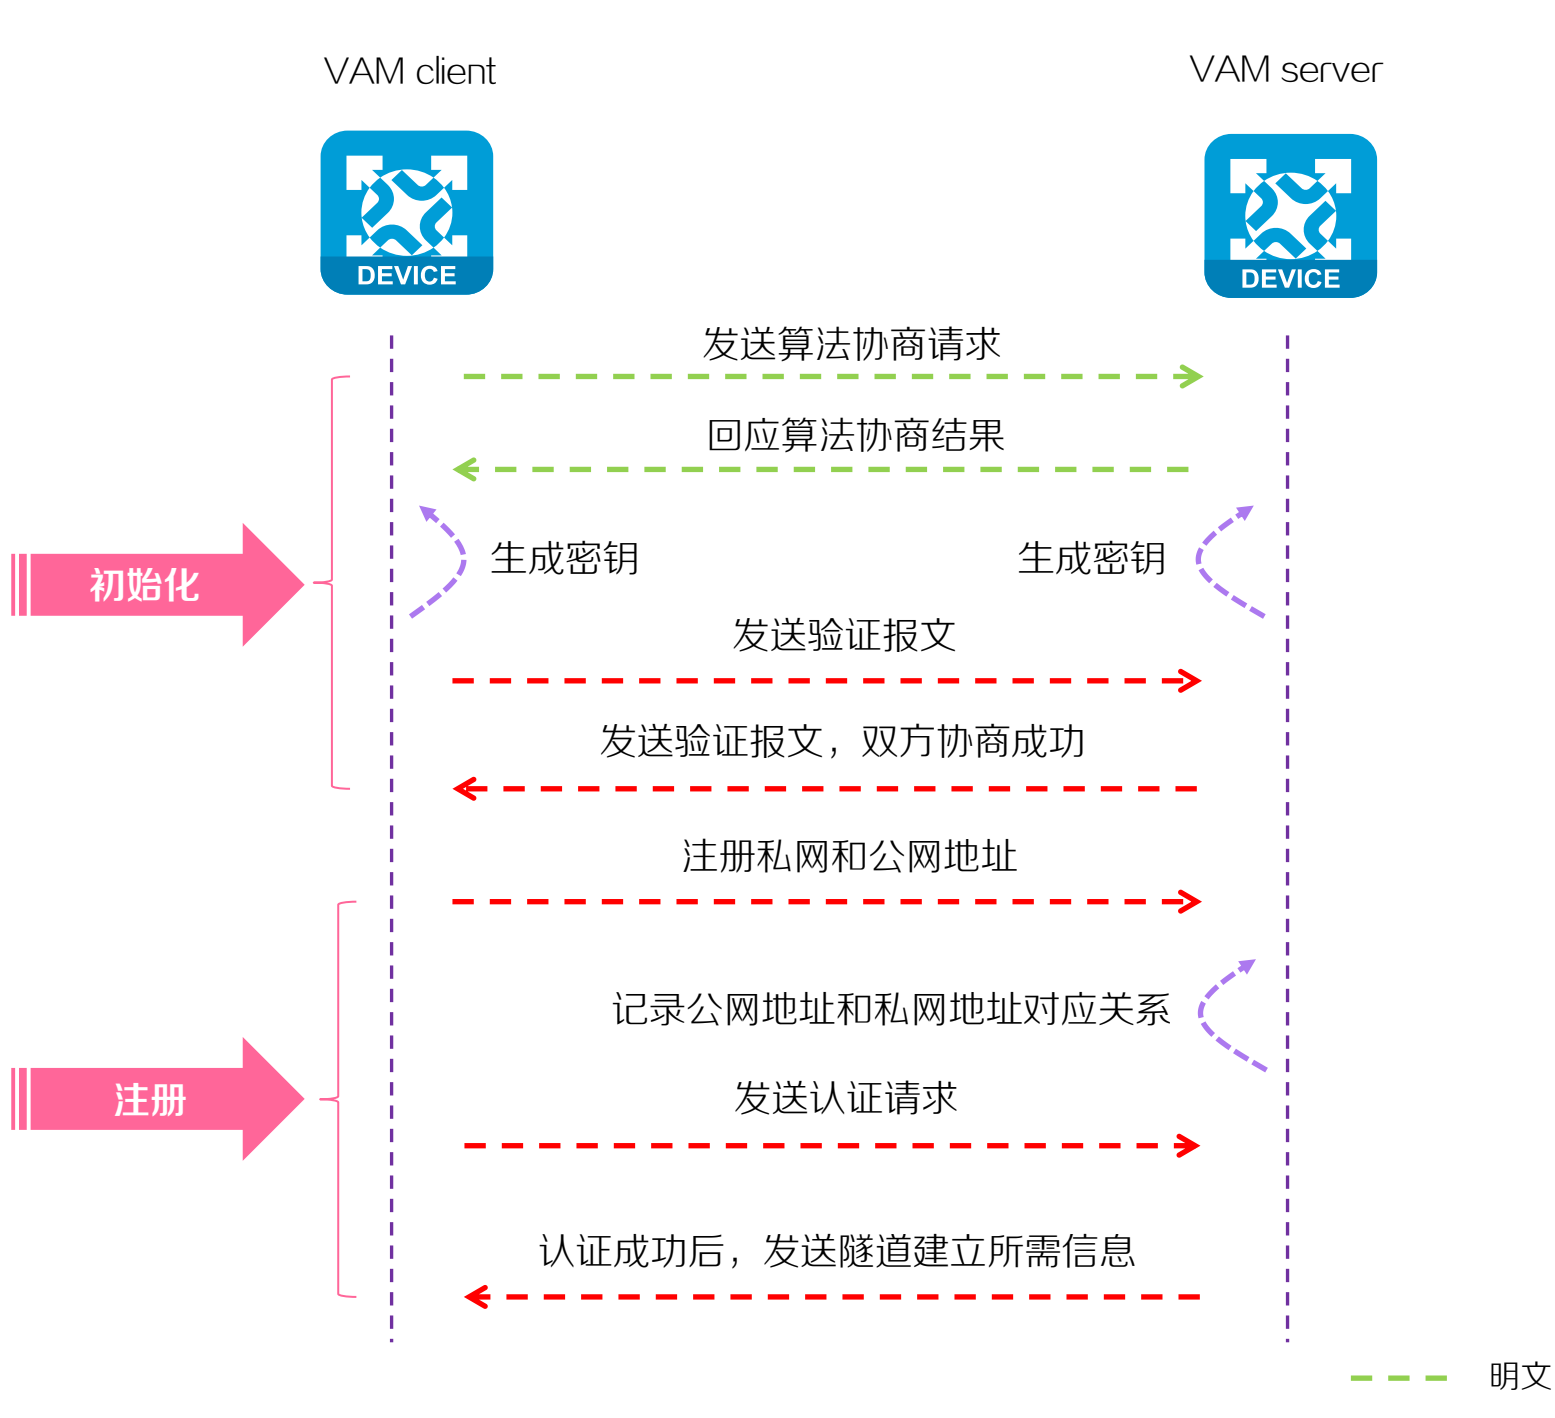 VAM client
VAM server
DEVICE
DEVICE
发送算法协商请求
回应算法协商结果
生成密钥
生成密钥
初始化
发送验证报文
发送验证报文，双方协商成功
注册私网和公网地址
记录公网地址和私网地址对应关系
注册
发送认证请求
认证成功后，发送隧道建立所需信息
明文